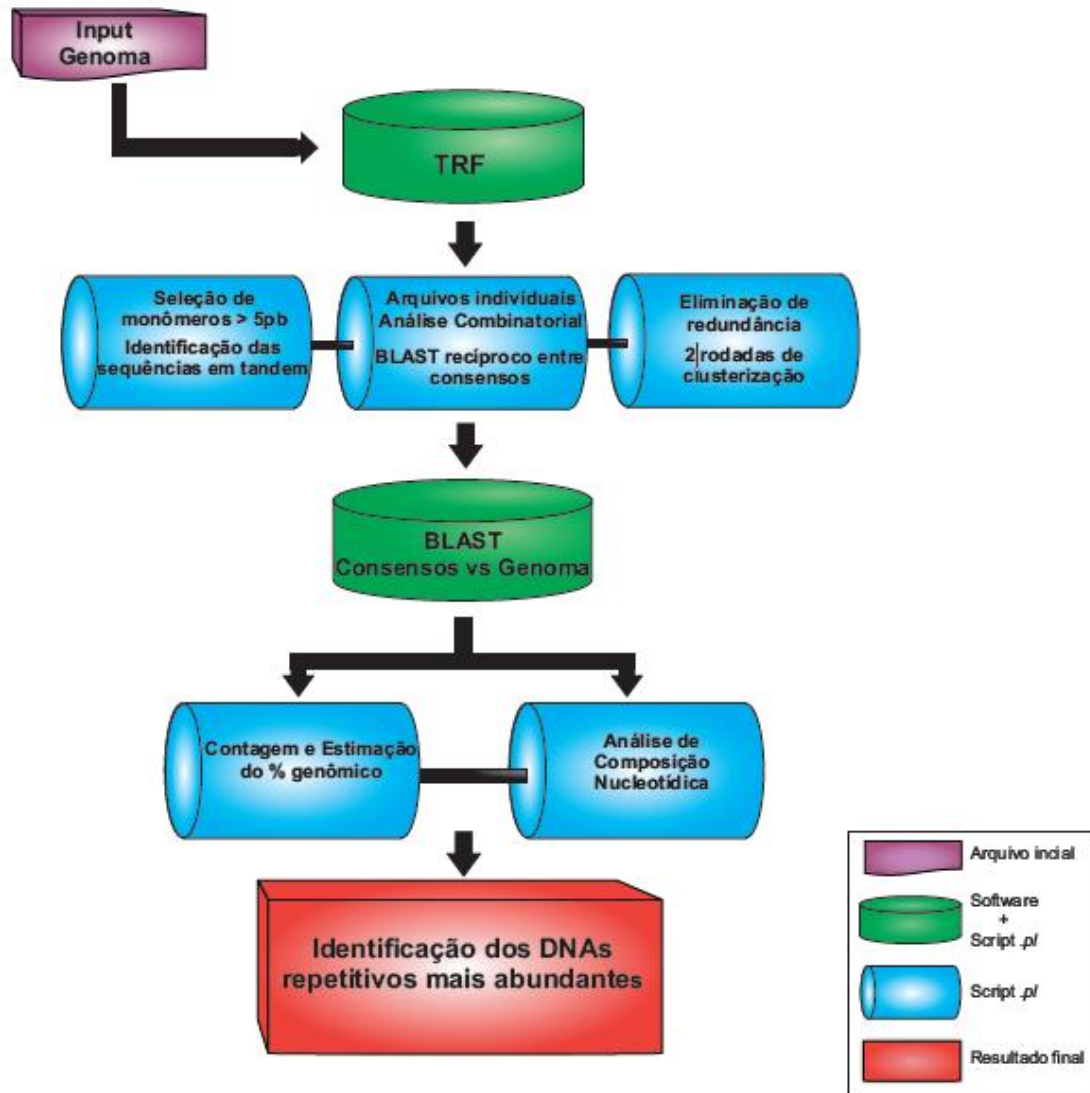 Input
Genoma
TRF
Seleção de
monômeros > 5pb
Identificação das
sequências em tandem
Arquivos individuais
Análise Combinatorial
BLAST recíproco entre
consensos
Eliminação de
redundância
2 rodadas de
clusterização
BLAST
Consensos vs Genoma
Contagem e Estimação
do % genômico
Análise de
Composição
Nucleotídica
Identificação dos DNAs
repetitivos mais abundantes
Arquivo incial
Software
+
Script .pl
Script .pl
Resultado final